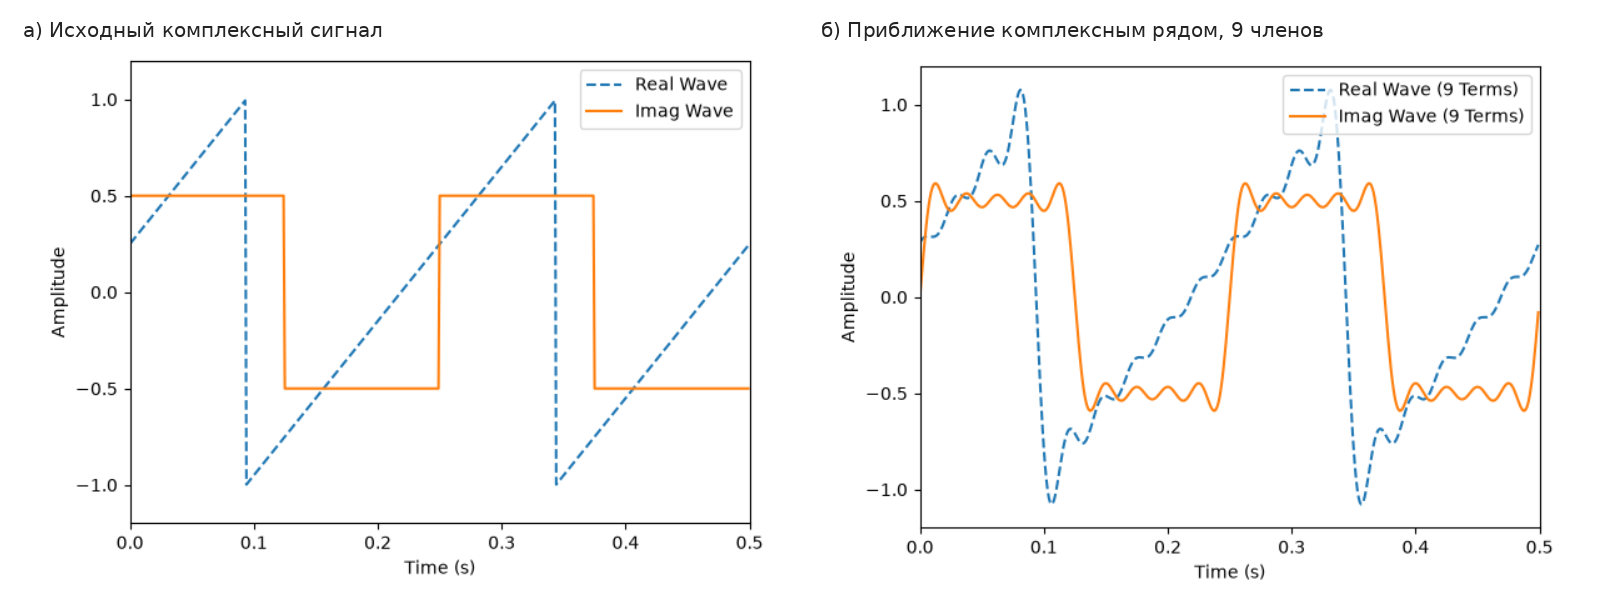 а) Исходный комплексный сигнал
Real Wave
Imag Wave
1.0
0.5
0.0
−0.5
−1.0
Amplitude
0.0 0.1 0.2 0.3 0.4 0.5
Time (s)
б) Приближение комплексным рядом, 9 членов
Real Wave (9 Terms)
Imag Wave (9 Terms)
1.0
0.5
0.0
−0.5
−1.0
Amplitude
0.0 0.1 0.2 0.3 0.4 0.5
Time (s)